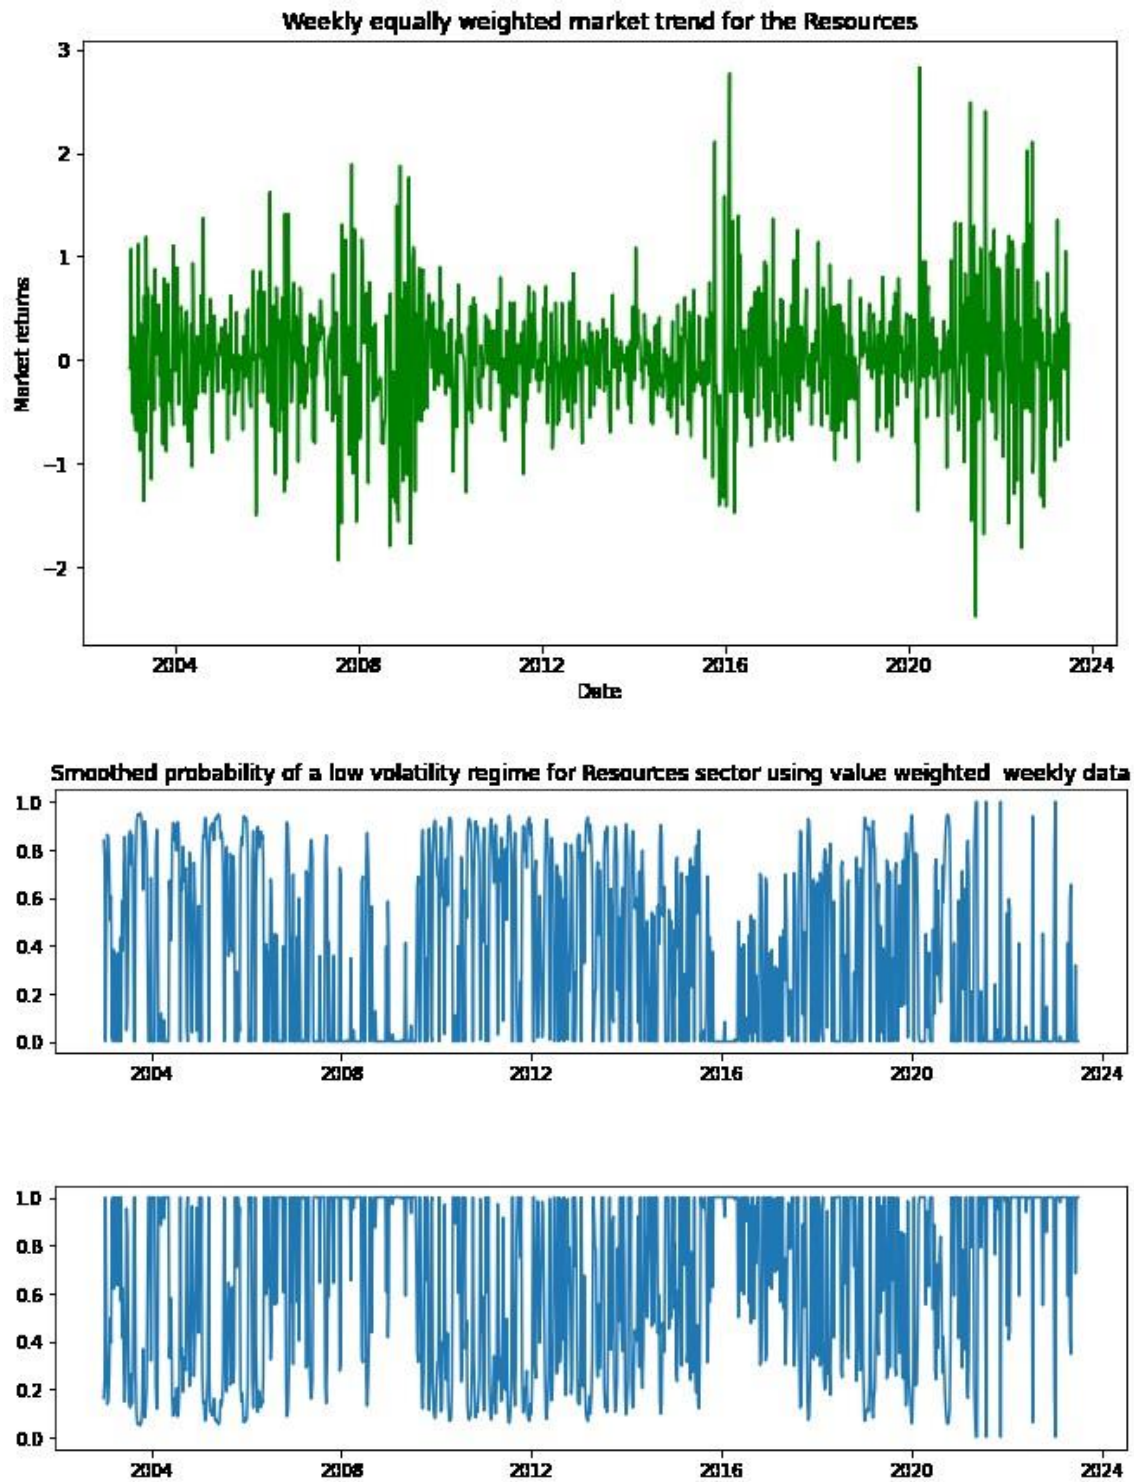 Weekly equally weighted market trend for the Resources
3
2
1
0
−1
−2
Market returns
2004 2008 2012 2016 2020 2024
Date
Smoothed probability of a low volatility regime for Resources sector using value weighted weekly data
1.0
0.8
0.6
0.4
0.2
0.0
2004 2008 2012 2016 2020 2024
1.0
0.8
0.6
0.4
0.2
0.0
2004 2008 2012 2016 2020 2024